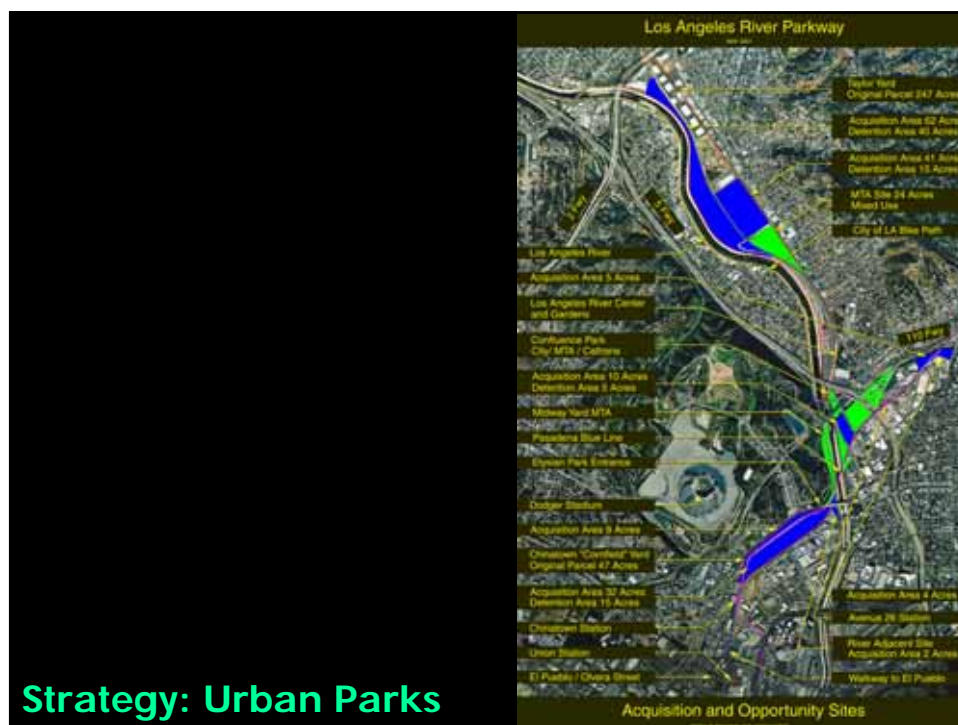 Los Angeles River Parkway
Taylor Yard
Original Parcel 247 Acres
Acquisition Area 62 Acres
Detention Area 40 Acres
Acquisition Area 41 Acres
Detention Area 15 Acres
MTA Site 24 Acres
Mixed Use
City of LA Bike Path
2 Fwy
5 Fwy
Los Angeles River
Acquisition Area 5 Acres
Los Angeles River Center
and Gardens
110 Fwy
Confluence Park
City/ MTA / Caltrans
Acquisition Area 10 Acres
Detention Area 5 Acres
Midway Yard MTA
Pasadena Blue Line
Elysian Park Entrance
Dodger Stadium
Acquisition Area 9 Acres
Chinatown "Cornfield" Yard
Original Parcel 47 Acres
Acquisition Area 32 Acres
Detention Area 15 Acres
Chinatown Station
Union Station
El Pueblo / Olvera Street
Acquisition Area 4 Acres
Avenue 26 Station
River Adjacent Site
Acquisition Area 2 Acres
Walkway to El Pueblo
Strategy: Urban Parks
Acquisition and Opportunity Sites